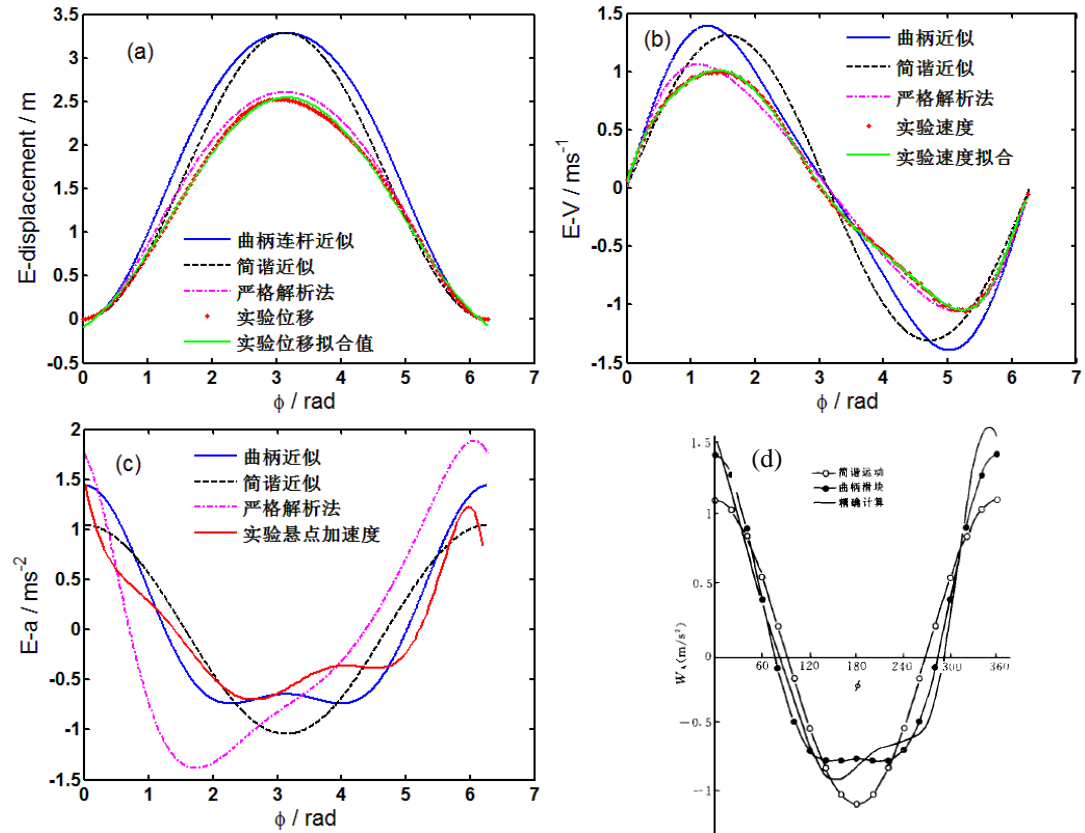 (a)
E-displacement / m
3.5
3
2.5
2
1.5
1
0.5
0
-0.5
0 1 2 3 4 5 6 7
ϕ / rad
曲柄连杆近似
简谐近似
严格解析法
实验位移
实验位移拟合值
(b)
E-V / ms-1
1.5
1
0.5
0
-0.5
-1
-1.5
0 1 2 3 4 5 6 7
ϕ / rad
曲柄近似
简谐近似
严格解析法
实验速度
实验速度拟合
(c)
E-a / ms-2
2
1.5
1
0.5
0
-0.5
-1
-1.5
0 1 2 3 4 5 6 7
ϕ / rad
曲柄近似
简谐近似
严格解析法
实验悬点加速度
(d)
W_A (m/s²)
1.5
1
0.5
0
-0.5
-1
60 120 180 240 300 360
ϕ
简谐运动
曲柄滑块
精确计算